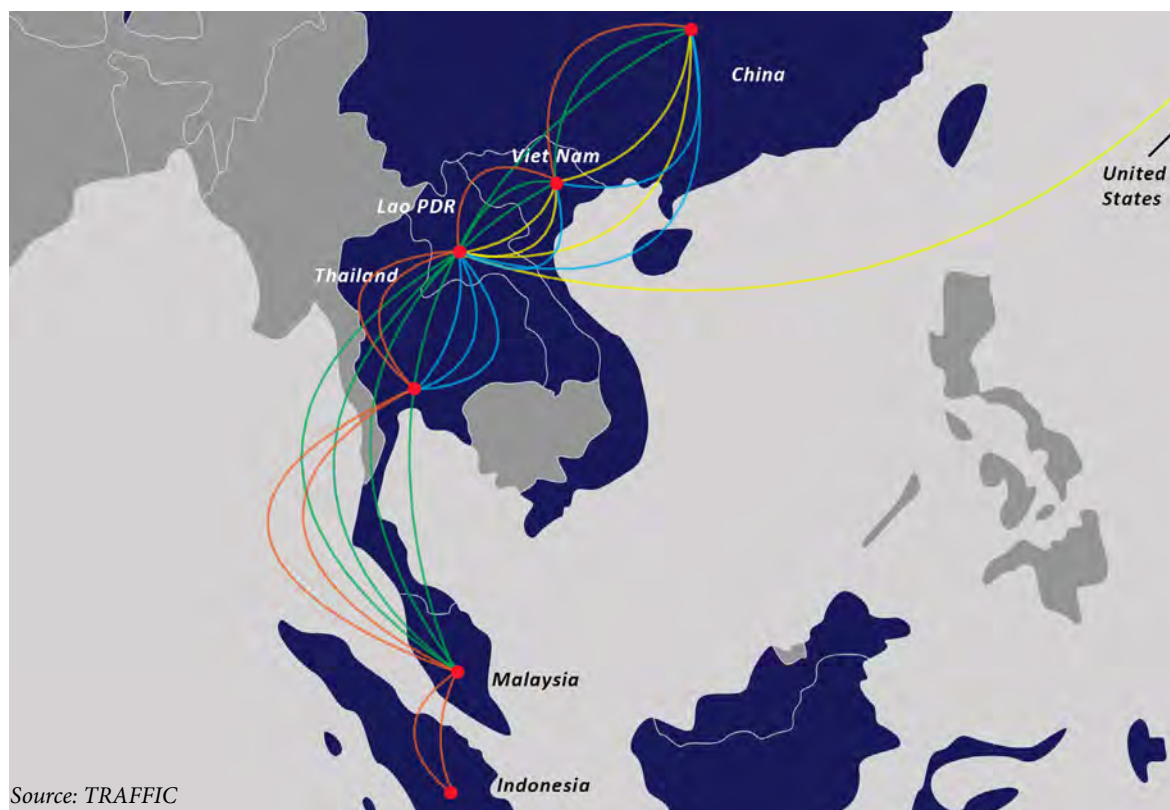 China
Viet Nam
United
States
Lao PDR
Thailand
Malaysia
Indonesia
Source: TRAFFIC